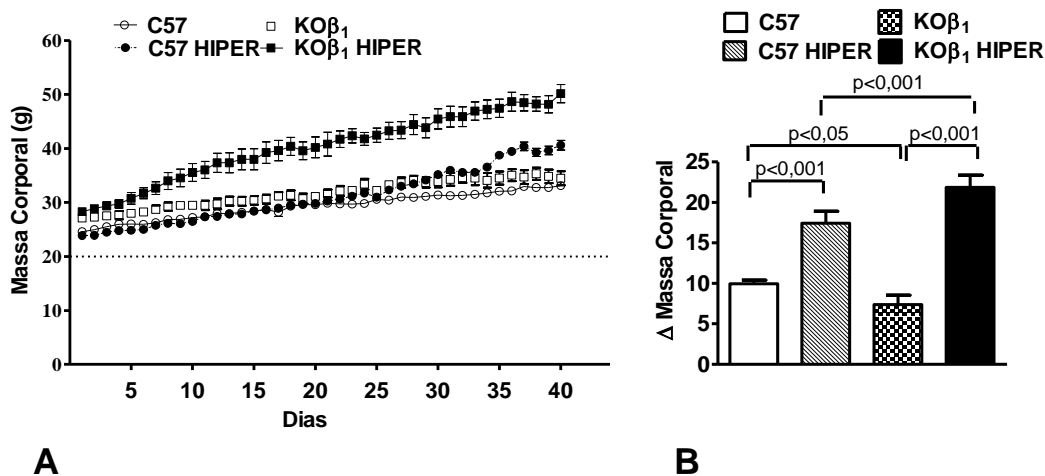 C57
KOβ1
C57 HIPER
KOβ1 HIPER
Massa Corporal (g)
60
50
40
30
20
10
0
5 10 15 20 25 30 35 40
Dias
A
C57
KOβ1
C57 HIPER
KOβ1 HIPER
p<0,001
p<0,05
p<0,001
p<0,001
Δ Massa Corporal
25
20
15
10
5
0
B